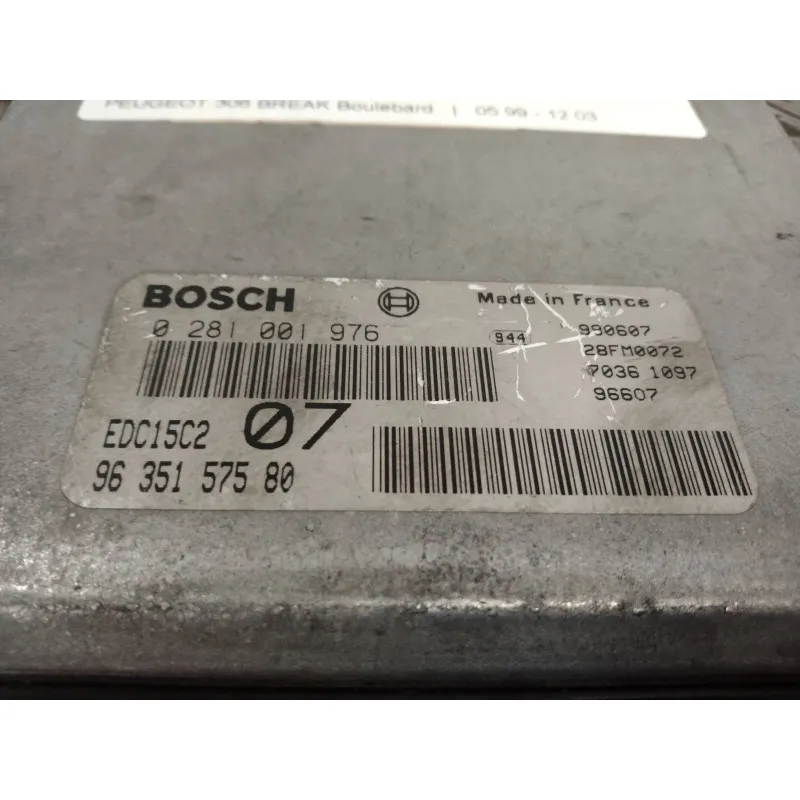 PEUGEOT 306 BREAK Boulebard | 05.99 - 12.03
BOSCH Made in France
0 281 001 976
944 990607
28FM0072
7036 1097
96607
EDC15C2 07
96 351 575 80